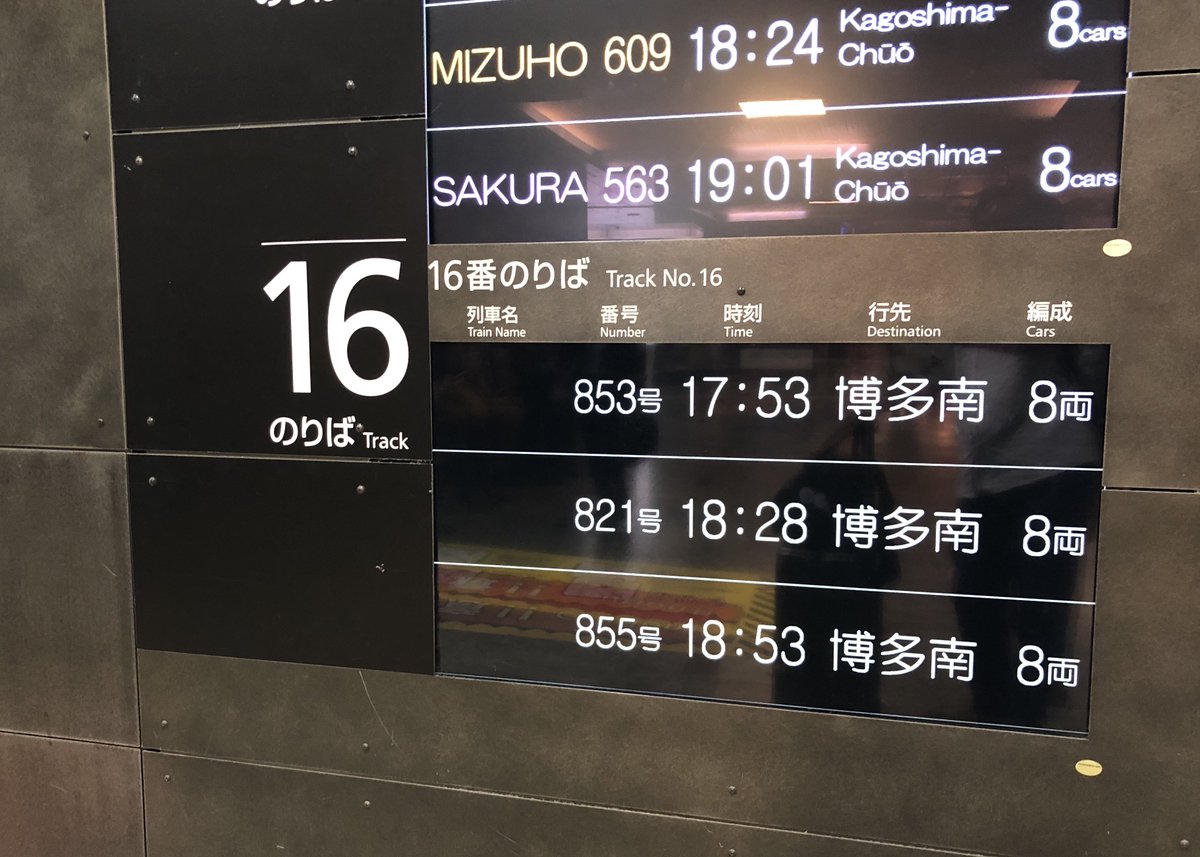 のりば
MIZUHO 609 18:24 Kagoshima-Chūō 8cars
SAKURA 563 19:01 Kagoshima-Chūō 8cars
16
のりば Track
16番のりば Track No.16
列車名 番号 時刻 行先 編成
Train Name Number Time Destination Cars
853号 17:53 博多南 8両
821号 18:28 博多南 8両
855号 18:53 博多南 8両